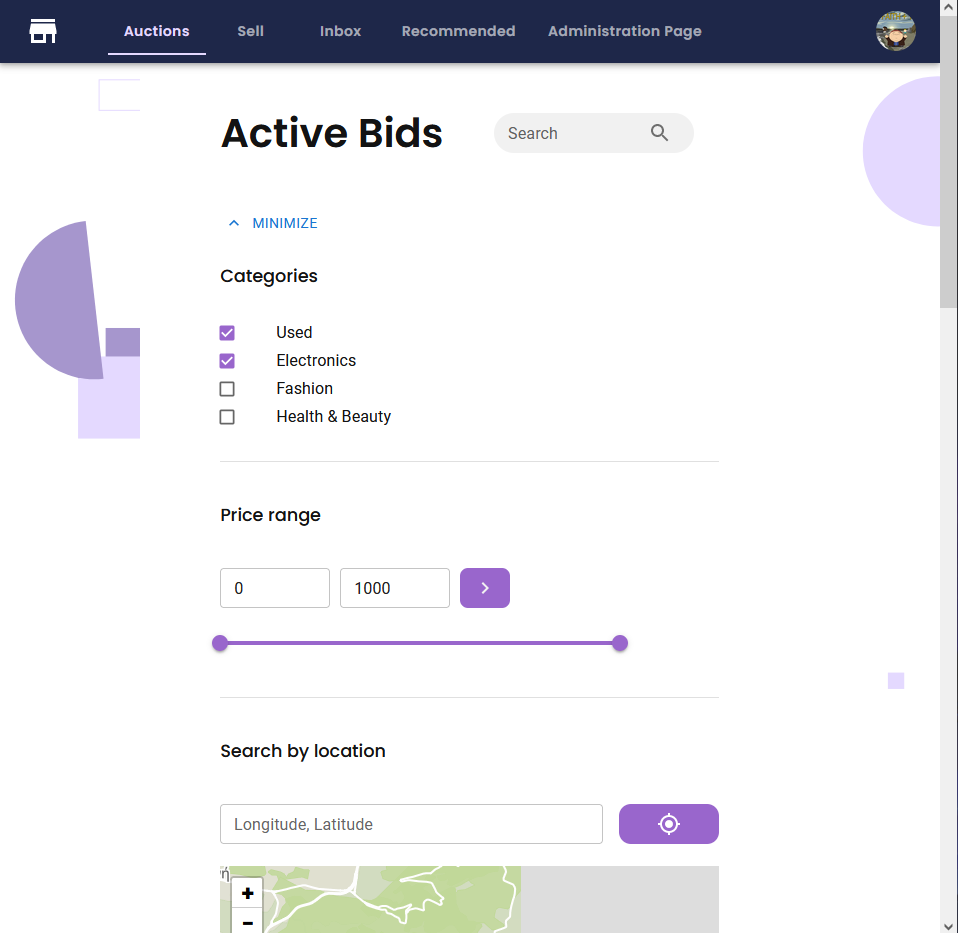 Auctions Sell Inbox Recommended Administration Page
Active Bids
Search
MINIMIZE
Categories
Used
Electronics
Fashion
Health & Beauty
Price range
0 1000
Search by location
Longitude, Latitude
+
−